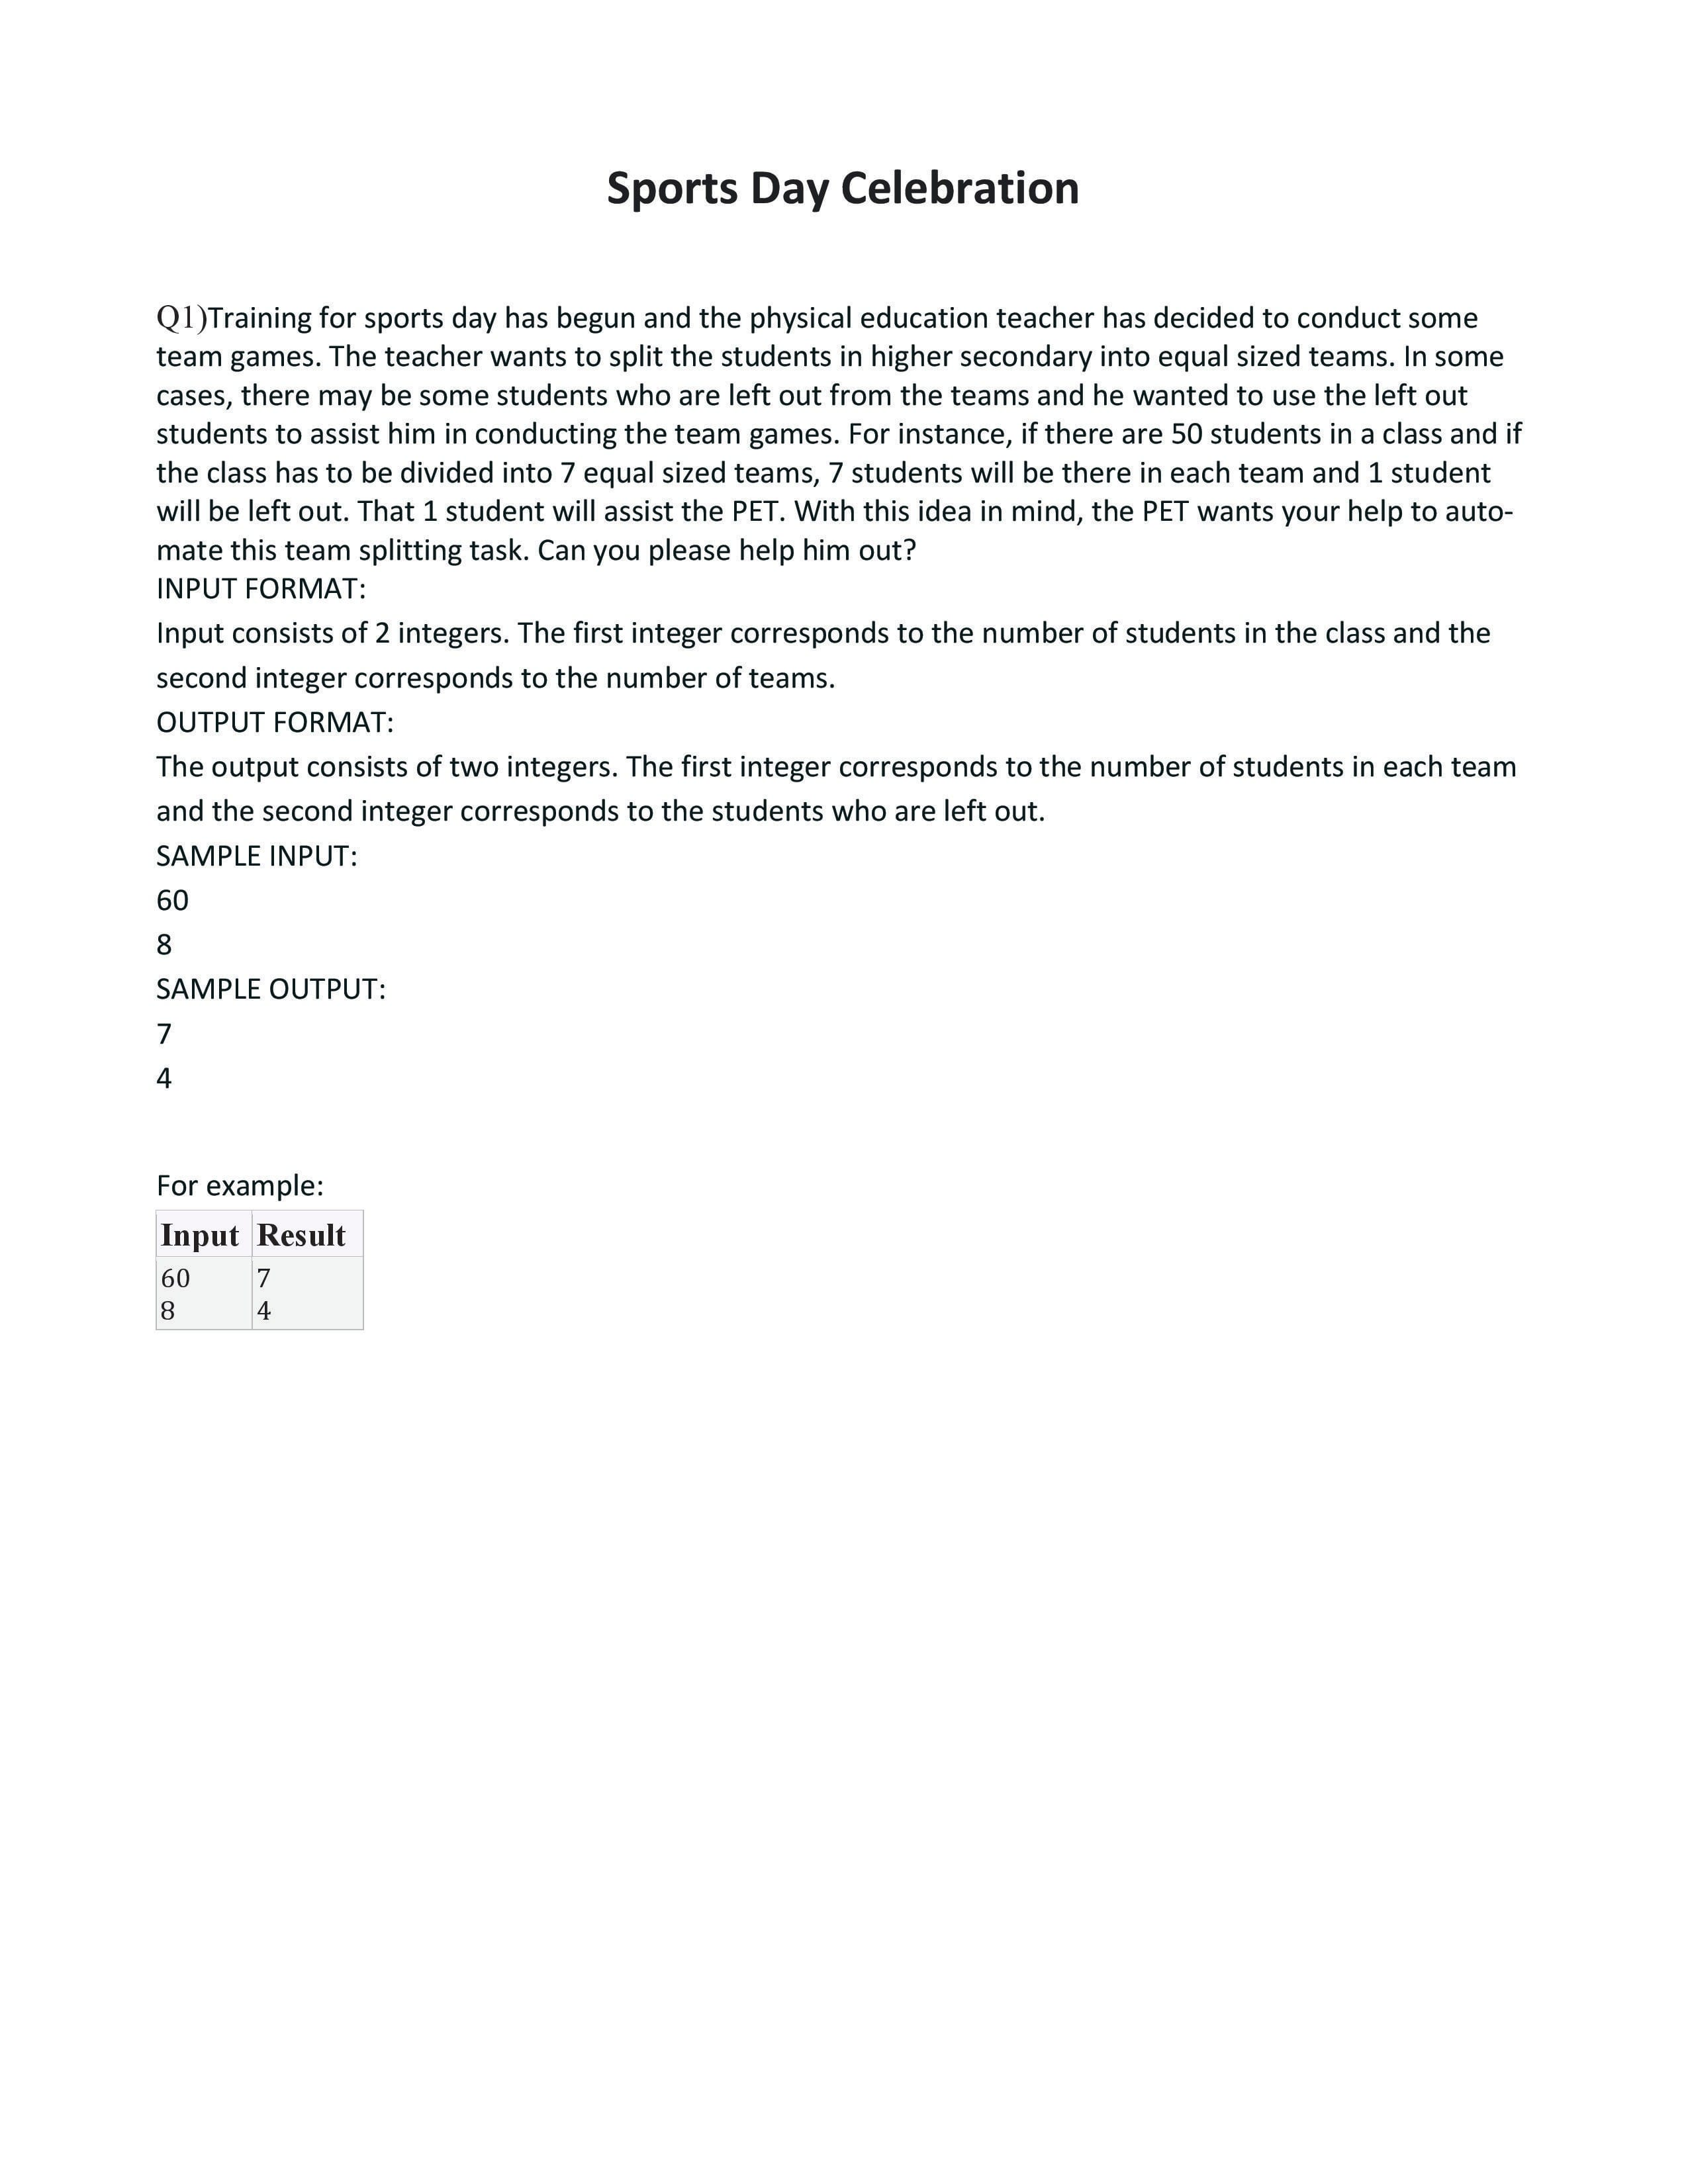 Sports Day Celebration
Q1)Training for sports day has begun and the physical education teacher has decided to conduct some
team games. The teacher wants to split the students in higher secondary into equal sized teams. In some
cases, there may be some students who are left out from the teams and he wanted to use the left out
students to assist him in conducting the team games. For instance, if there are 50 students in a class and if
the class has to be divided into 7 equal sized teams, 7 students will be there in each team and 1 student
will be left out. That 1 student will assist the PET. With this idea in mind, the PET wants your help to auto-
mate this team splitting task. Can you please help him out?
INPUT FORMAT:
Input consists of 2 integers. The first integer corresponds to the number of students in the class and the
second integer corresponds to the number of teams.
OUTPUT FORMAT:
The output consists of two integers. The first integer corresponds to the number of students in each team
and the second integer corresponds to the students who are left out.
SAMPLE INPUT:
60
8
SAMPLE OUTPUT:
7
4
For example:
Input Result
60 7
8 4